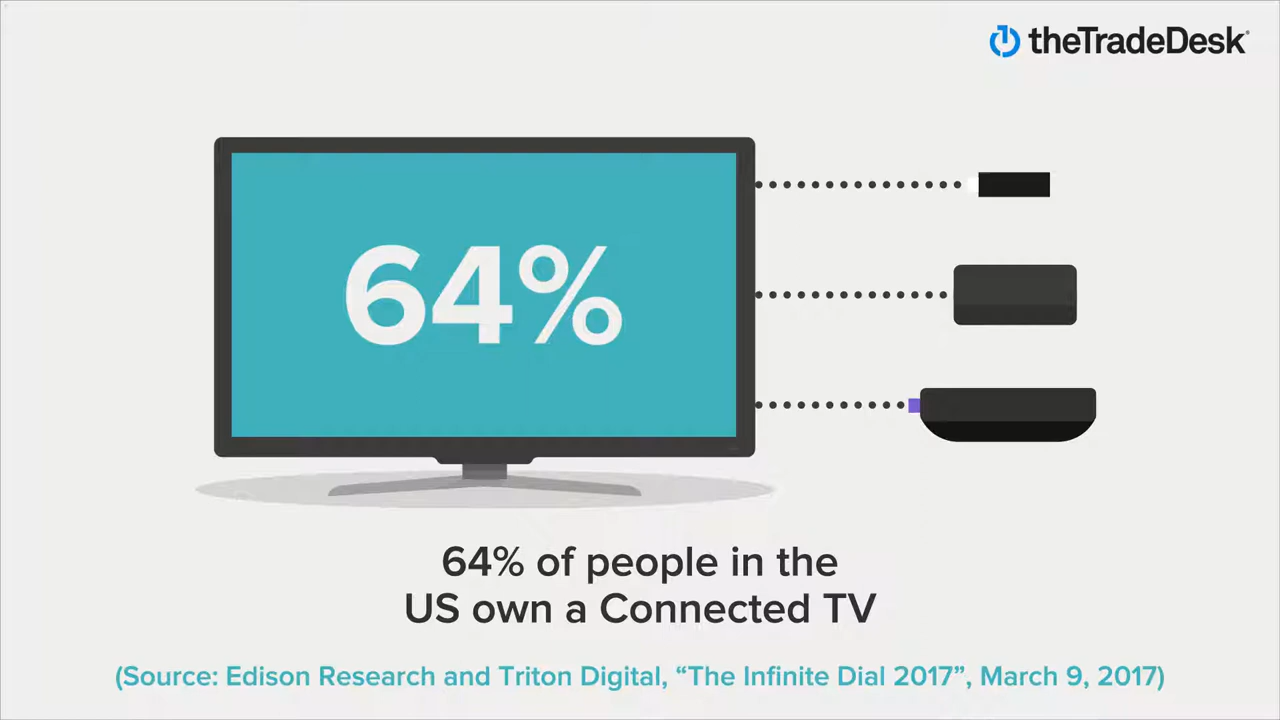 theTradeDesk
64%
64% of people in the
US own a Connected TV
(Source: Edison Research and Triton Digital, “The Infinite Dial 2017”, March 9, 2017)